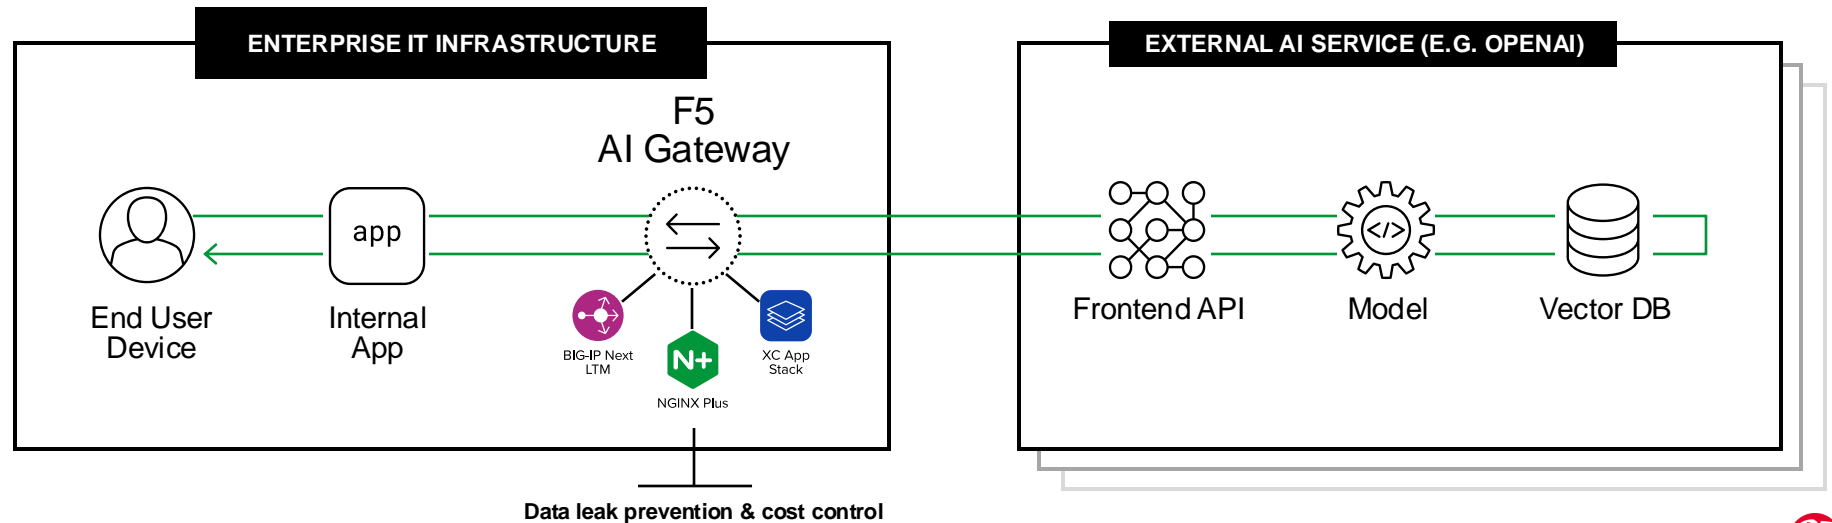 ENTERPRISE IT INFRASTRUCTURE
EXTERNAL AI SERVICE (E.G. OPENAI)
F5
AI Gateway
app
End User
Device
Internal
App
BIG-IP Next
LTM
N+
NGINX Plus
XC App
Stack
Frontend API
</>
Model
Vector DB
Data leak prevention & cost control